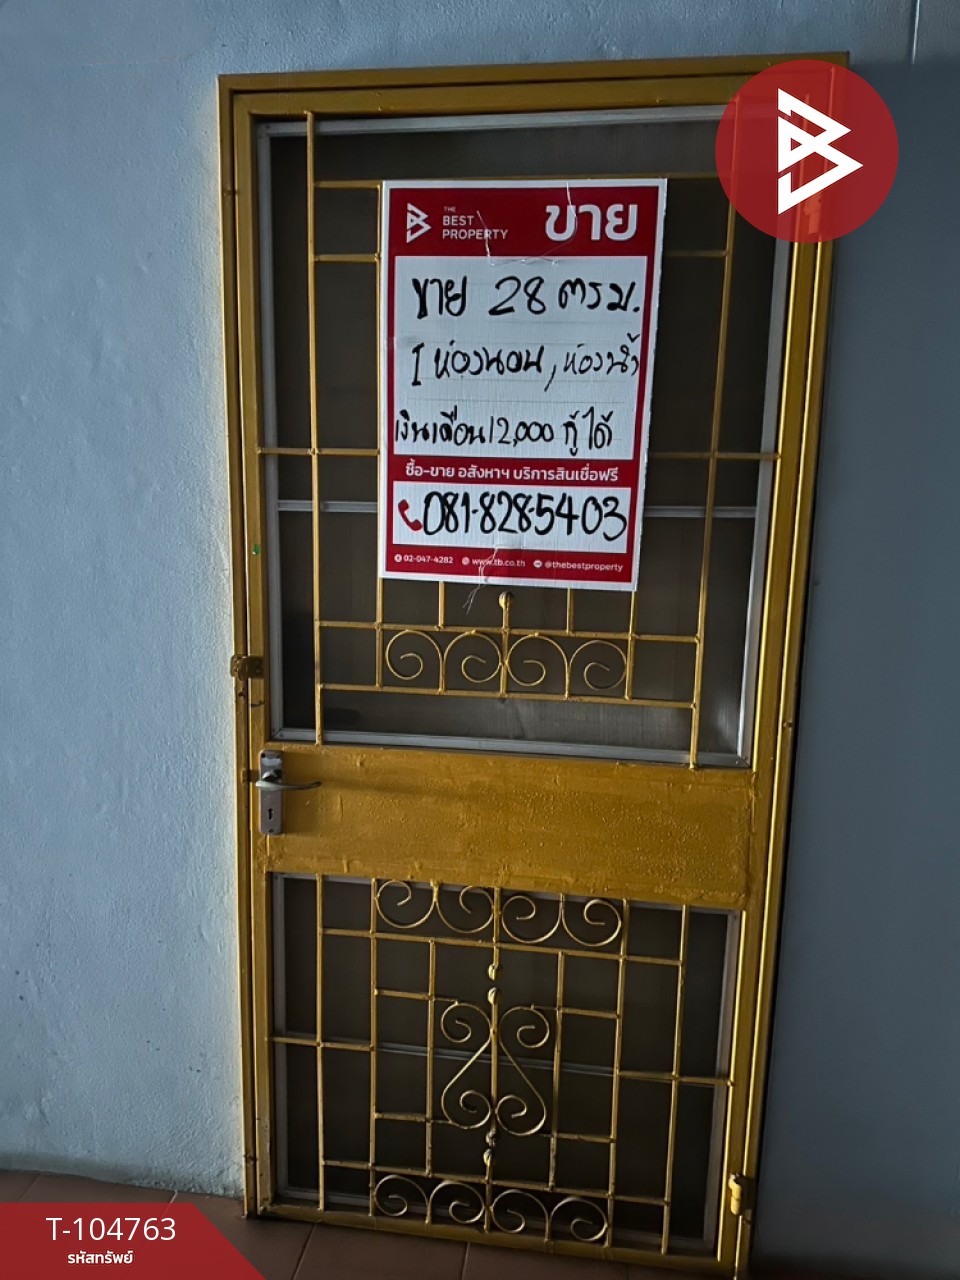 THE
BEST
PROPERTY
ขาย
ขาย 28 ตรม.
1 ห้องนอน, ห้องน้ำ
เงินเดือน 12,000 กู้ได้
ซื้อ-ขาย อสังหาฯ บริการสินเชื่อฟรี
081-828-5403
02-047-4282 www.tb.co.th @thebestproperty
T-104763
รหัสทรัพย์